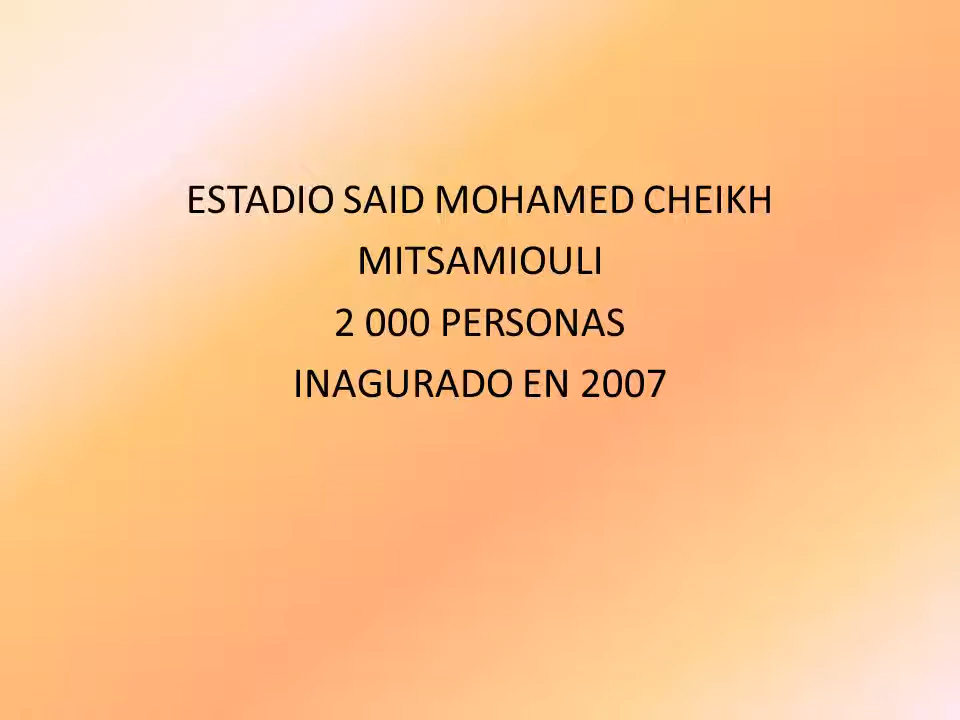 ESTADIO SAID MOHAMED CHEIKH
MITSAMIOULI
2 000 PERSONAS
INAGURADO EN 2007